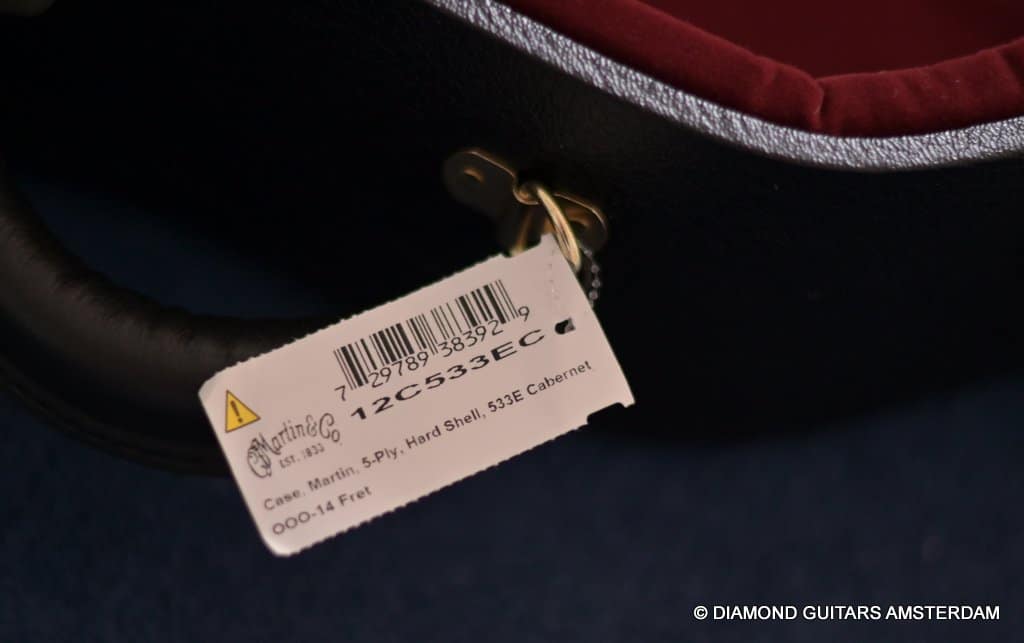 7 29789 38392 9
12C533EC
Martin & Co
EST. 1833
Case, Martin, 5-Ply, Hard Shell, 533E Cabernet
OOO-14 Fret
© DIAMOND GUITARS AMSTERDAM